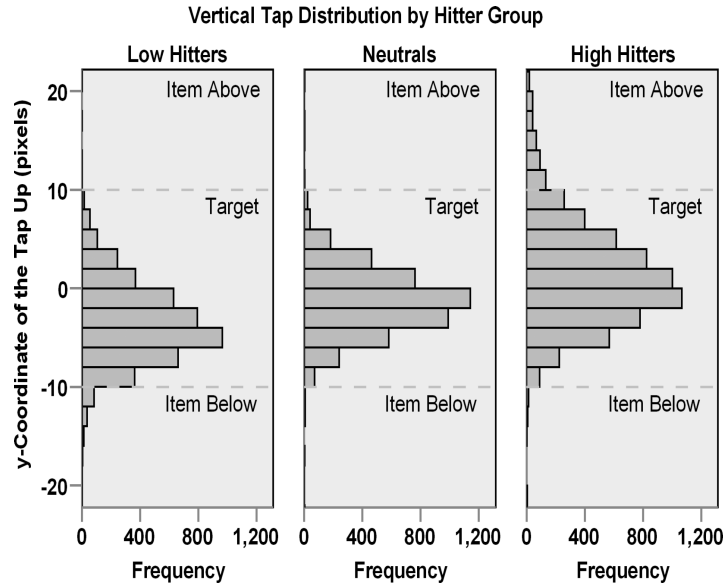 Vertical Tap Distribution by Hitter Group
Low Hitters
Neutrals
High Hitters
y-Coordinate of the Tap Up (pixels)
20
10
0
-10
-20
Item Above
Target
Item Below
Item Above
Target
Item Below
Item Above
Target
Item Below
0 400 800 1,200
0 400 800 1,200
0 400 800 1,200
Frequency
Frequency
Frequency